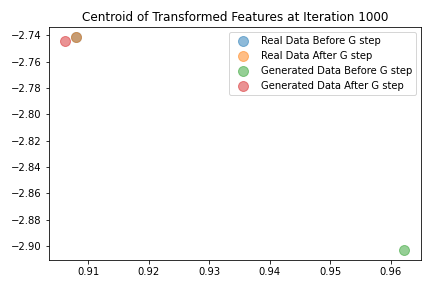 Centroid of Transformed Features at Iteration 1000
Real Data Before G step
Real Data After G step
Generated Data Before G step
Generated Data After G step
−2.74
−2.76
−2.78
−2.80
−2.82
−2.84
−2.86
−2.88
−2.90
0.91 0.92 0.93 0.94 0.95 0.96